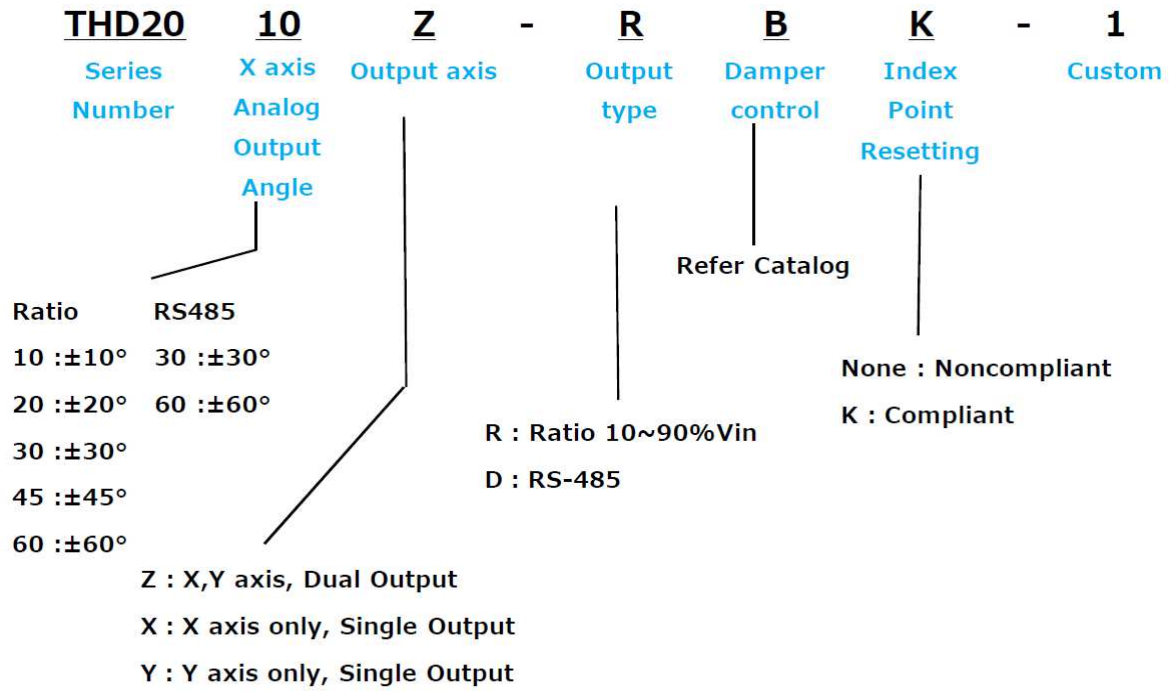 THD20 10 Z - R B K - 1
Series Number
X axis Analog Output Angle
Output axis
Output type
Damper control
Index Point Resetting
Custom
Refer Catalog
Ratio RS485
10 :±10° 30 :±30°
20 :±20° 60 :±60°
30 :±30°
45 :±45°
60 :±60°
None : Noncompliant
K : Compliant
R : Ratio 10~90%Vin
D : RS-485
Z : X,Y axis, Dual Output
X : X axis only, Single Output
Y : Y axis only, Single Output